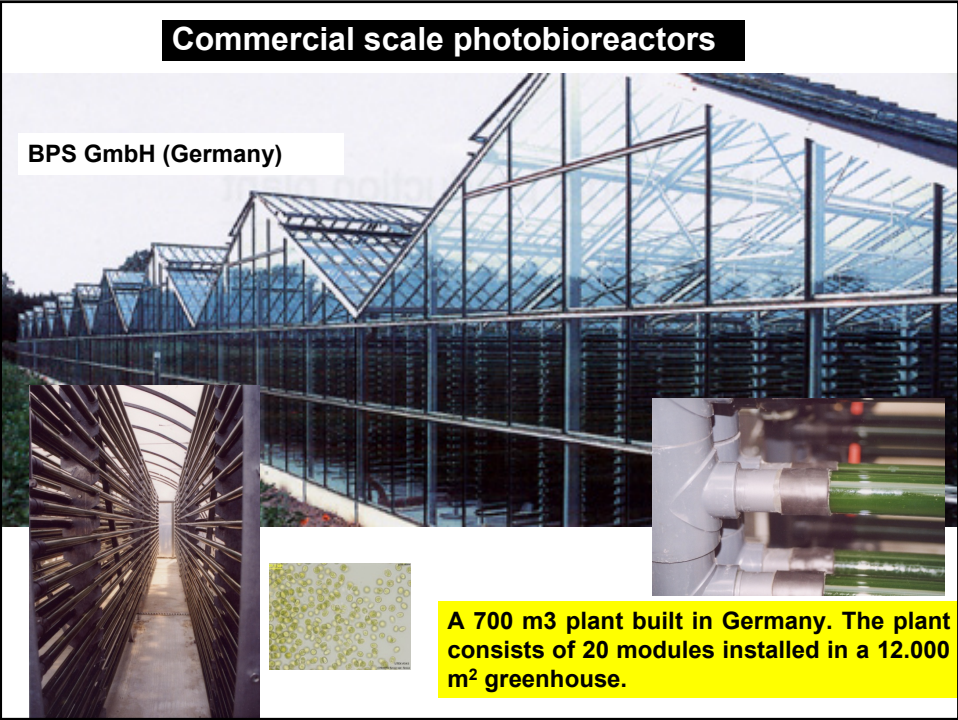 Commercial scale photobioreactors
BPS GmbH (Germany)
A 700 m3 plant built in Germany. The plant
consists of 20 modules installed in a 12.000
m² greenhouse.